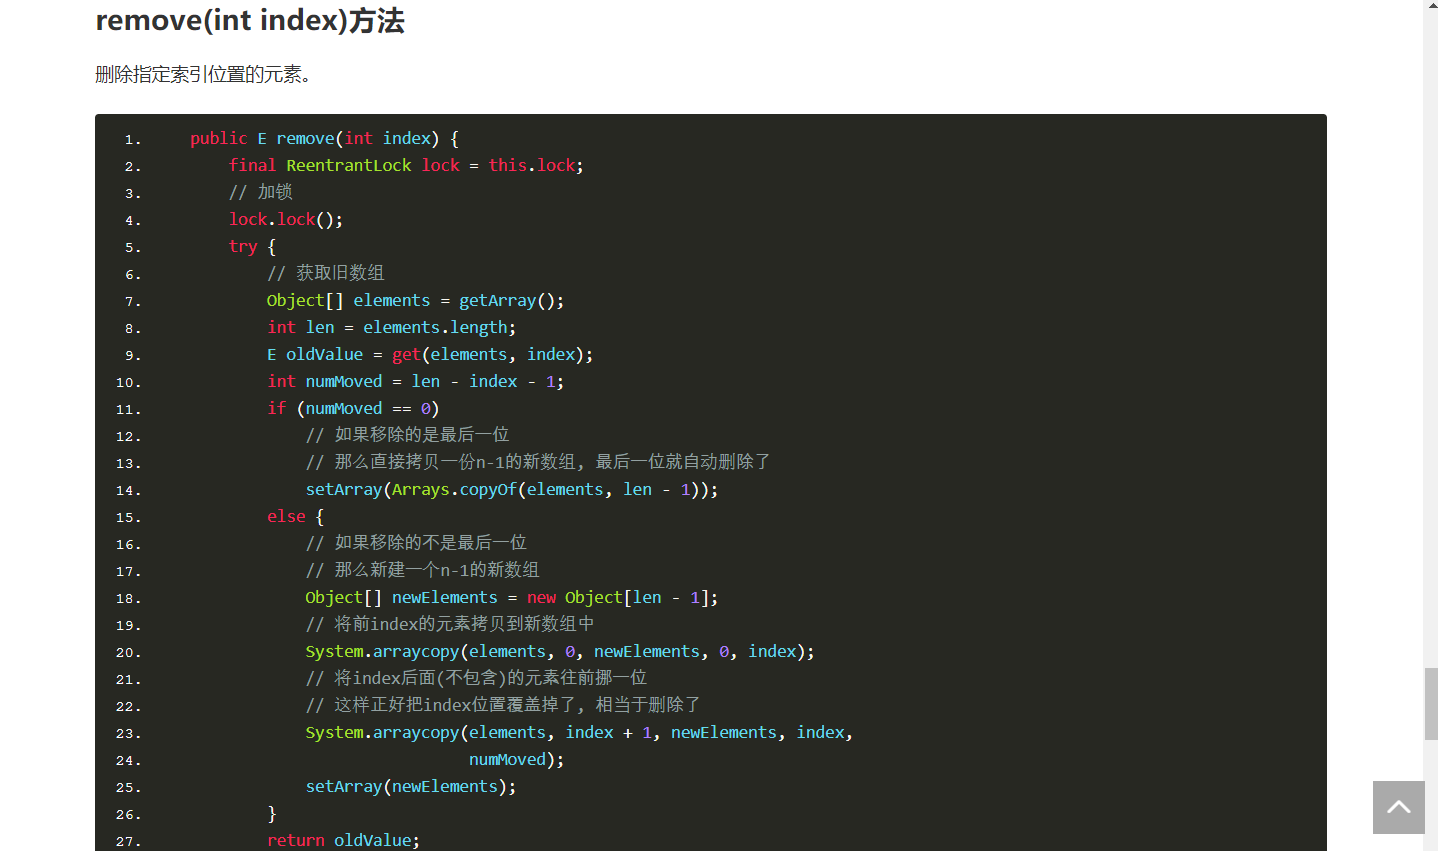 remove(int index)方法
删除指定索引位置的元素。
1. public E remove(int index) {
2. final ReentrantLock lock = this.lock;
3. // 加锁
4. lock.lock();
5. try {
6. // 获取旧数组
7. Object[] elements = getArray();
8. int len = elements.length;
9. E oldValue = get(elements, index);
10. int numMoved = len - index - 1;
11. if (numMoved == 0)
12. // 如果移除的是最后一位
13. // 那么直接拷贝一份n-1的新数组, 最后一位就自动删除了
14. setArray(Arrays.copyOf(elements, len - 1));
15. else {
16. // 如果移除的不是最后一位
17. // 那么新建一个n-1的新数组
18. Object[] newElements = new Object[len - 1];
19. // 将前index的元素拷贝到新数组中
20. System.arraycopy(elements, 0, newElements, 0, index);
21. // 将index后面(不包含)的元素往前挪一位
22. // 这样正好把index位置覆盖掉了, 相当于删除了
23. System.arraycopy(elements, index + 1, newElements, index,
24. numMoved);
25. setArray(newElements);
26. }
27. return oldValue;